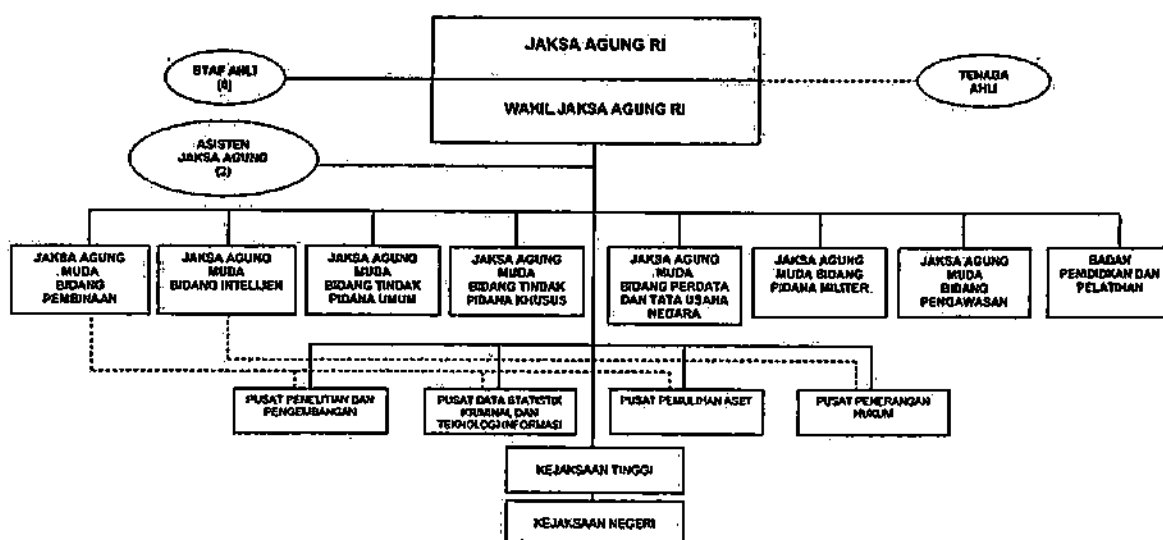 JAKSA AGUNG RI
STAF AHLI
TENAGA
AHLI
WAKIL JAKSA AGUNG RI
ASISTEN
JAKSA AGUNG
JAKSA AGUNG
MUDA
BIDANG
PEMBINAAN
JAKSA AGUNG
MUDA
BIDANG INTELIJEN
JAKSA AGUNG
MUDA
BIDANG TINDAK
PIDANA UMUM
JAKSA AGUNG
MUDA
BIDANG TINDAK
PIDANA KHUSUS
JAKSA AGUNG
MUDA
BIDANG PERDATA
DAN TATA USAHA
NEGARA
JAKSA AGUNG
MUDA BIDANG
PIDANA MILITER
JAKSA AGUNG
MUDA
BIDANG
PENGAWASAN
BADAN
PENDIDIKAN DAN
PELATIHAN
PUSAT PENELITIAN DAN
PENGEMBANGAN
PUSAT DATA STATISTIK
KRIMINAL DAN
TEKNOLOGI INFORMASI
PUSAT PEMULIHAN ASET
PUSAT PENERANGAN
HUKUM
KEJAKSAAN TINGGI
KEJAKSAAN NEGERI